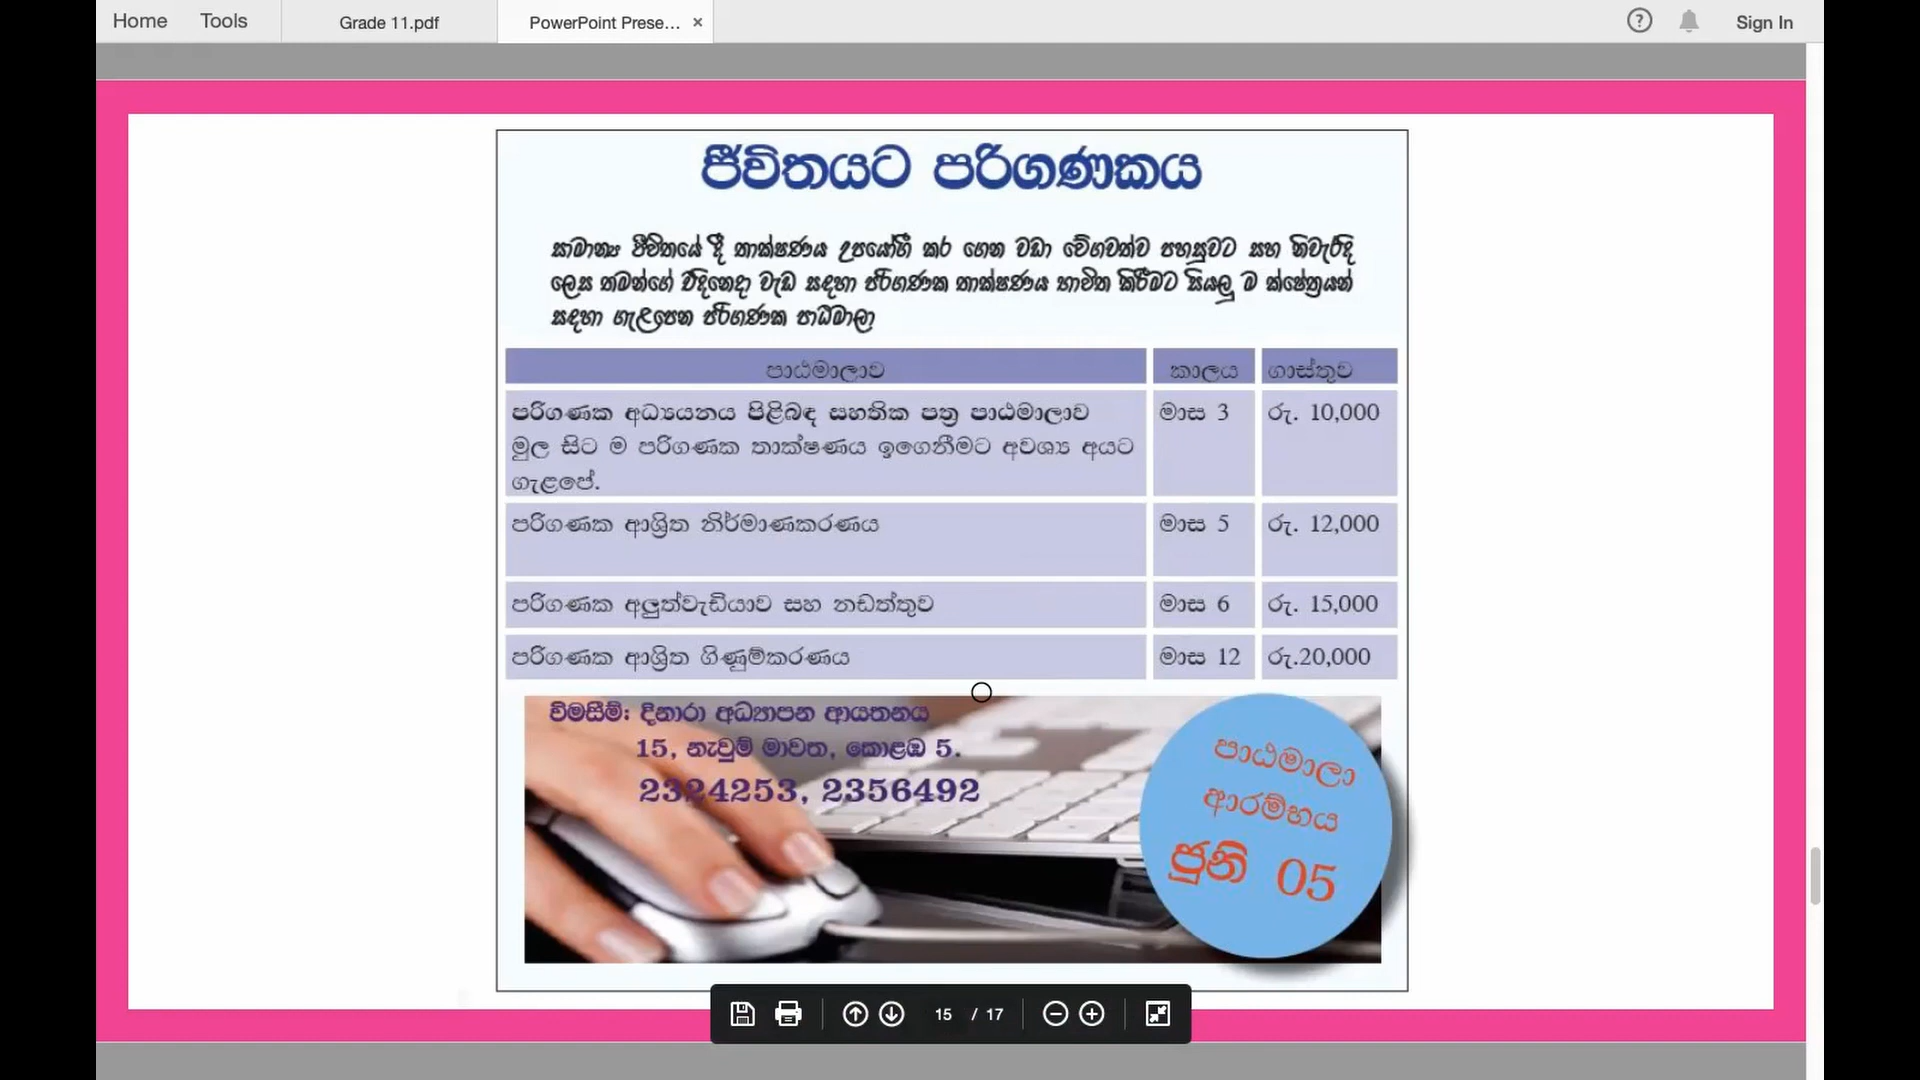 Home Tools Grade 11.pdf PowerPoint Prese... × ? Sign In
ජීවිතයට පරිගණකය
සාමාන්‍ය ජීවිතයේ දී තාක්ෂණය උපයෝගී කර ගෙන වඩා වේගවත්ව පහසුවට සහ නිවැරදි
ලෙස තමන්ගේ එදිනෙදා වැඩ සඳහා පරිගණක තාක්ෂණය භාවිත කිරීමට සියලු ම ක්ෂේත්‍රයන්
සඳහා ගැළපෙන පරිගණක පාඨමාලා
පාඨමාලාව කාලය ගාස්තුව
පරිගණක අධ්‍යයනය පිළිබඳ සහතික පත්‍ර පාඨමාලාව මාස 3 රු. 10,000
මුල සිට ම පරිගණක තාක්ෂණය ඉගෙනීමට අවශ්‍ය අයට
ගැළපේ.
පරිගණක ආශ්‍රිත නිර්මාණකරණය මාස 5 රු. 12,000
පරිගණක අලුත්වැඩියාව සහ නඩත්තුව මාස 6 රු. 15,000
පරිගණක ආශ්‍රිත ගිණුම්කරණය මාස 12 රු.20,000
විමසීම්: දිනාරා අධ්‍යාපන ආයතනය
15, නැවුම් මාවත, කොළඹ 5.
2324253, 2356492
පාඨමාලා
ආරම්භය
ජුනි 05
15 / 17